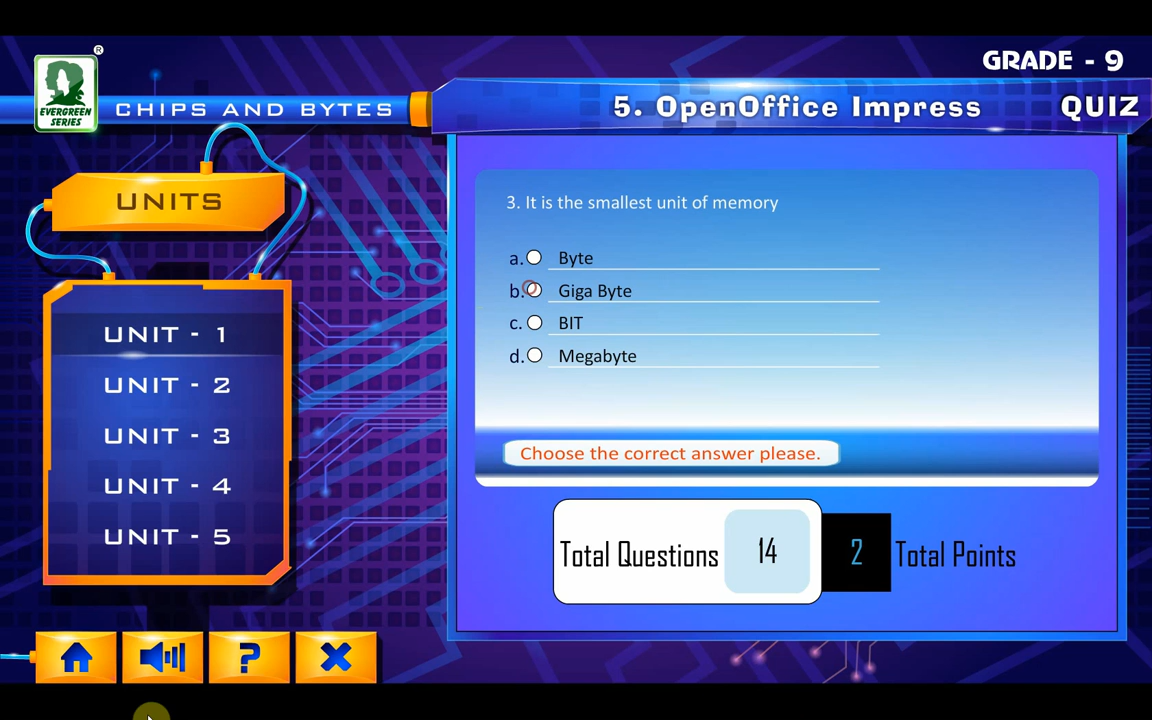 GRADE - 9
®
EVERGREEN
SERIES
CHIPS AND BYTES
5. OpenOffice Impress
QUIZ
UNITS
UNIT - 1
UNIT - 2
UNIT - 3
UNIT - 4
UNIT - 5
3. It is the smallest unit of memory
a. Byte
b. Giga Byte
c. BIT
d. Megabyte
Choose the correct answer please.
Total Questions 14 2 Total Points
?